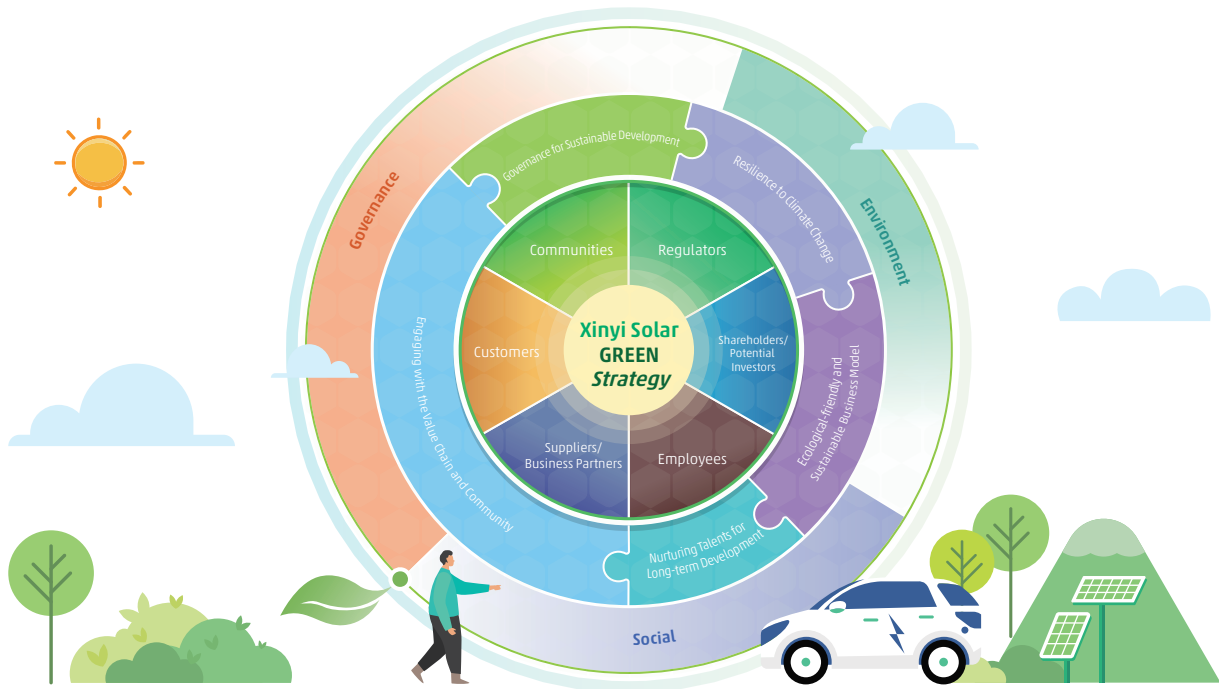 Governance
Environment
Social
Governance for Sustainable Development
Resilience to Climate Change
Ecological-friendly and
Sustainable Business Model
Nurturing Talents for
Long-term Development
Engaging with the Value Chain and Community
Communities
Regulators
Shareholders/
Potential
Investors
Employees
Suppliers/
Business Partners
Customers
Xinyi Solar
GREEN
Strategy